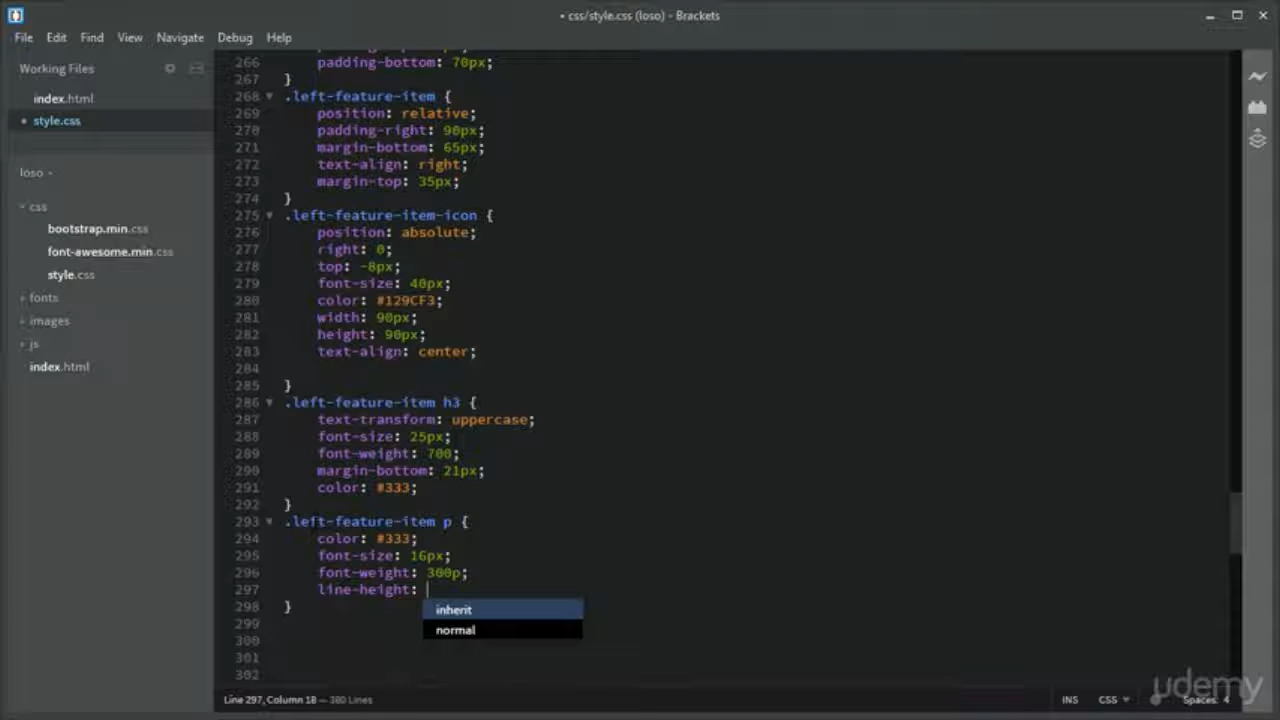 • css/style.css (loso) - Brackets
File Edit Find View Navigate Debug Help
Working Files
index.html
• style.css
loso
css
bootstrap.min.css
font-awesome.min.css
style.css
fonts
images
js
index.html
266 padding-bottom: 70px;
267 }
268 .left-feature-item {
269 position: relative;
270 padding-right: 90px;
271 margin-bottom: 65px;
272 text-align: right;
273 margin-top: 35px;
274 }
275 .left-feature-item-icon {
276 position: absolute;
277 right: 0;
278 top: -8px;
279 font-size: 40px;
280 color: #129CF3;
281 width: 90px;
282 height: 90px;
283 text-align: center;
284
285 }
286 .left-feature-item h3 {
287 text-transform: uppercase;
288 font-size: 25px;
289 font-weight: 700;
290 margin-bottom: 21px;
291 color: #333;
292 }
293 .left-feature-item p {
294 color: #333;
295 font-size: 16px;
296 font-weight: 300p;
297 line-height:
298 }
299
300
301
302
inherit
normal
Line 297, Column 18 — 380 Lines
INS CSS Spaces: 4
udemy